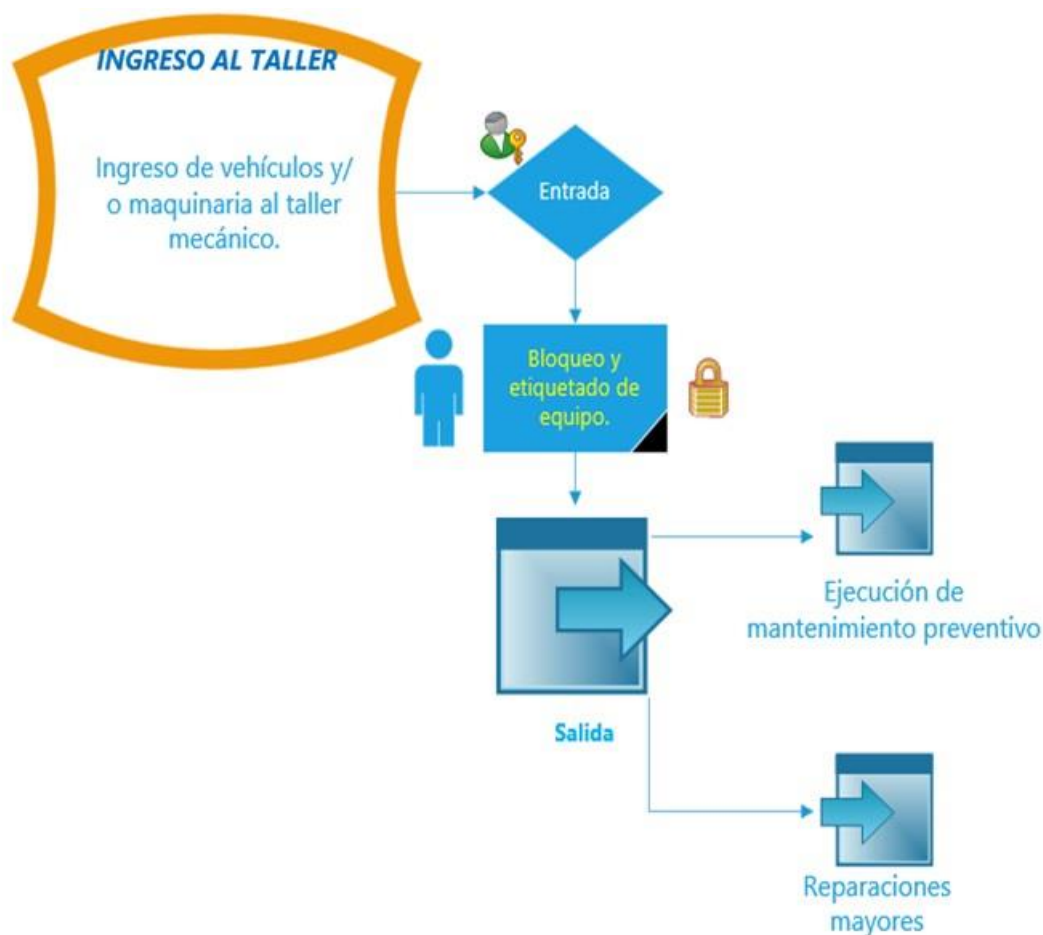 INGRESO AL TALLER
Ingreso de vehículos y/
o maquinaria al taller
mecánico.
Entrada
Bloqueo y
etiquetado de
equipo.
Salida
Ejecución de
mantenimiento preventivo
Reparaciones
mayores